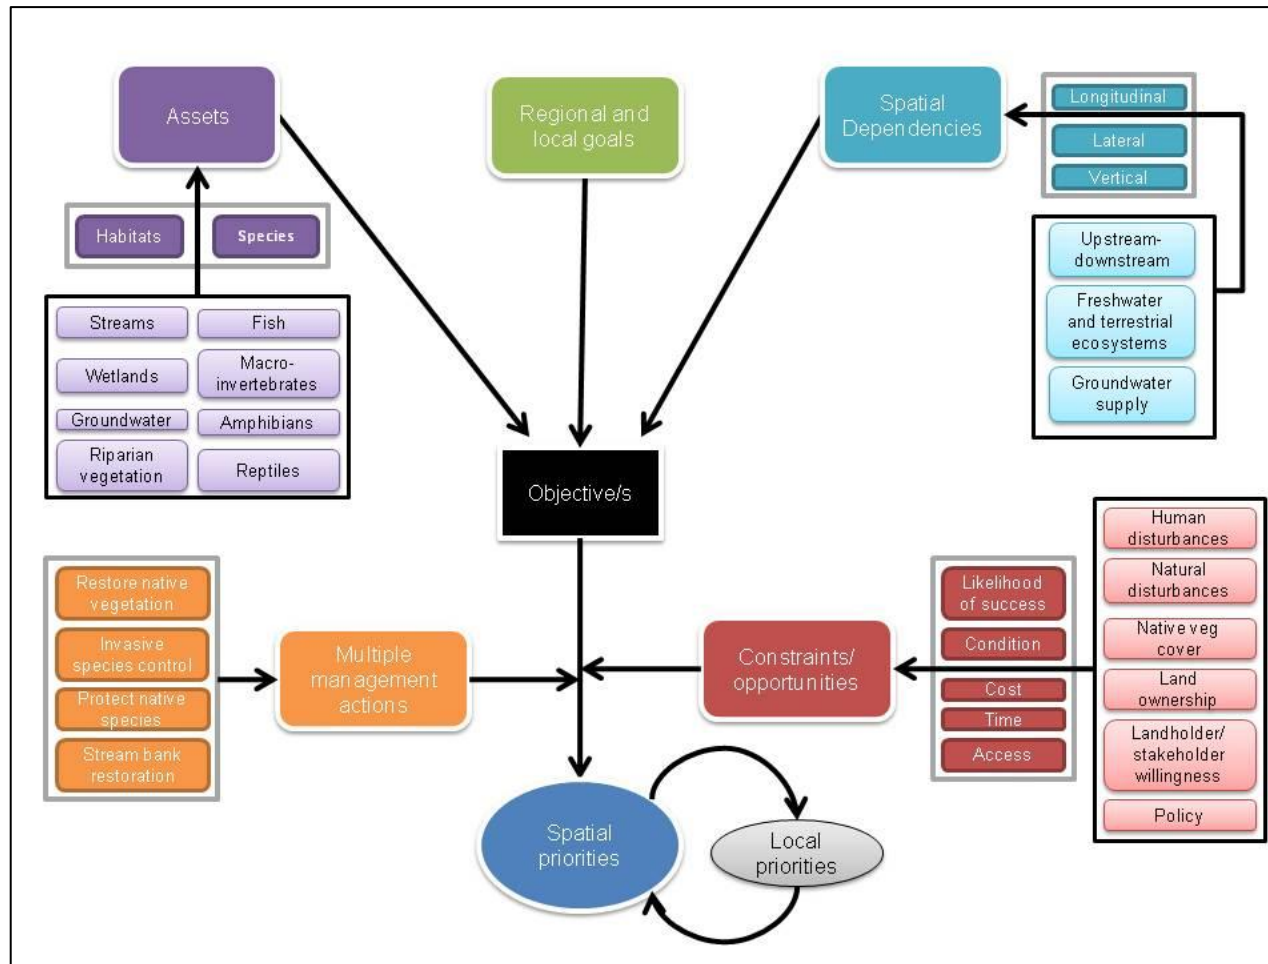 Assets
Regional and
local goals
Spatial
Dependencies
Longitudinal
Lateral
Vertical
Habitats
Species
Upstream-
downstream
Freshwater
and terrestrial
ecosystems
Groundwater
supply
Streams
Fish
Wetlands
Macro-
invertebrates
Groundwater
Amphibians
Riparian
vegetation
Reptiles
Objective/s
Restore native
vegetation
Invasive
species control
Protect native
species
Stream bank
restoration
Multiple
management
actions
Constraints/
opportunities
Likelihood
of success
Condition
Cost
Time
Access
Human
disturbances
Natural
disturbances
Native veg
cover
Land
ownership
Landholder/
stakeholder
willingness
Policy
Spatial
priorities
Local
priorities